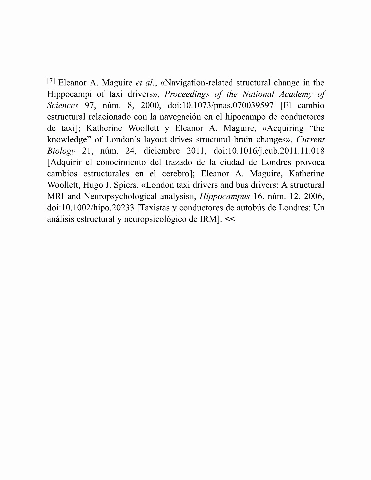 [7] Eleanor A. Maguire et al., «Navigation-related structural change in the
Hippocampi of taxi drivers», Proceedings of the National Academy of
Sciences 97, núm. 8, 2000, doi:10.1073/pnas.070039597 [El cambio
estructural relacionado con la navegación en el hipocampo de conductores
de taxi]; Katherine Woollett y Eleanor A. Maguire, «Acquiring “the
knowledge” of London’s layout drives structural brain changes», Current
Biology 21, núm. 24, diciembre 2011, doi:10.1016/j.cub.2011.11.018
[Adquirir el conocimiento del trazado de la ciudad de Londres provoca
cambios estructurales en el cerebro]; Eleanor A. Maguire, Katherine
Woollett, Hugo J. Spiers, «London taxi drivers and bus drivers: A structural
MRI and Neuropsychological analysis», Hippocampus 16, núm. 12, 2006,
doi:10.1002/hipo.20233 [Taxistas y conductores de autobús de Londres: Un
análisis estructural y neuropsicológico de IRM]. <<